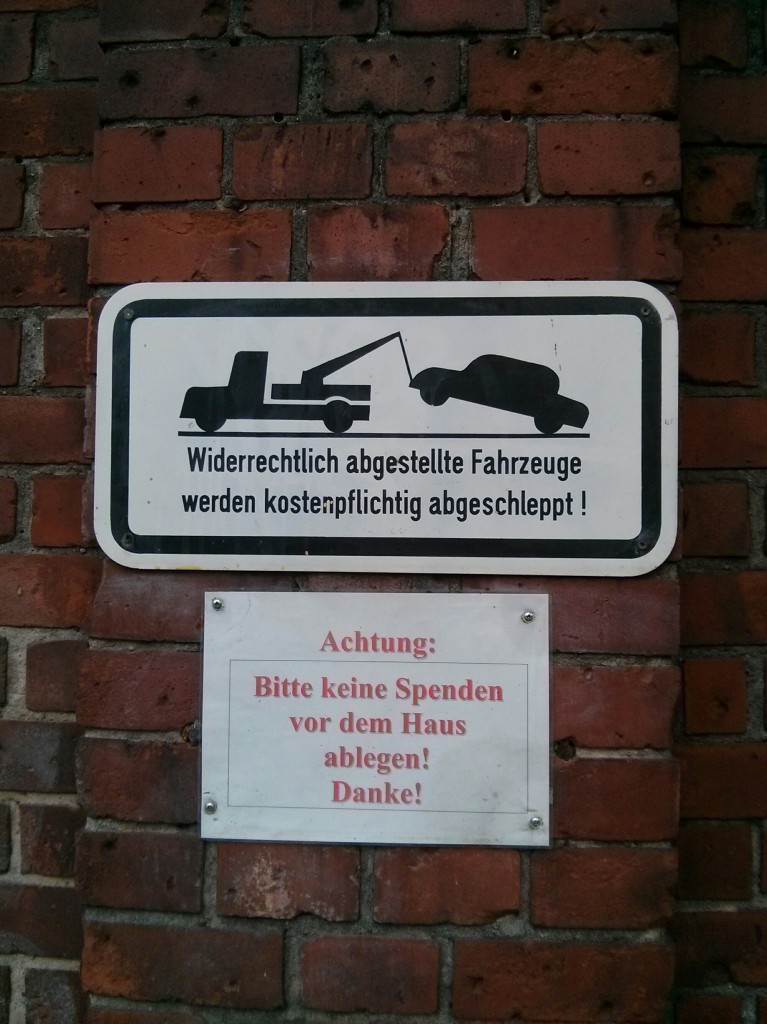 Widerrechtlich abgestellte Fahrzeuge
werden kostenpflichtig abgeschleppt !
Achtung:
Bitte keine Spenden
vor dem Haus
ablegen!
Danke!